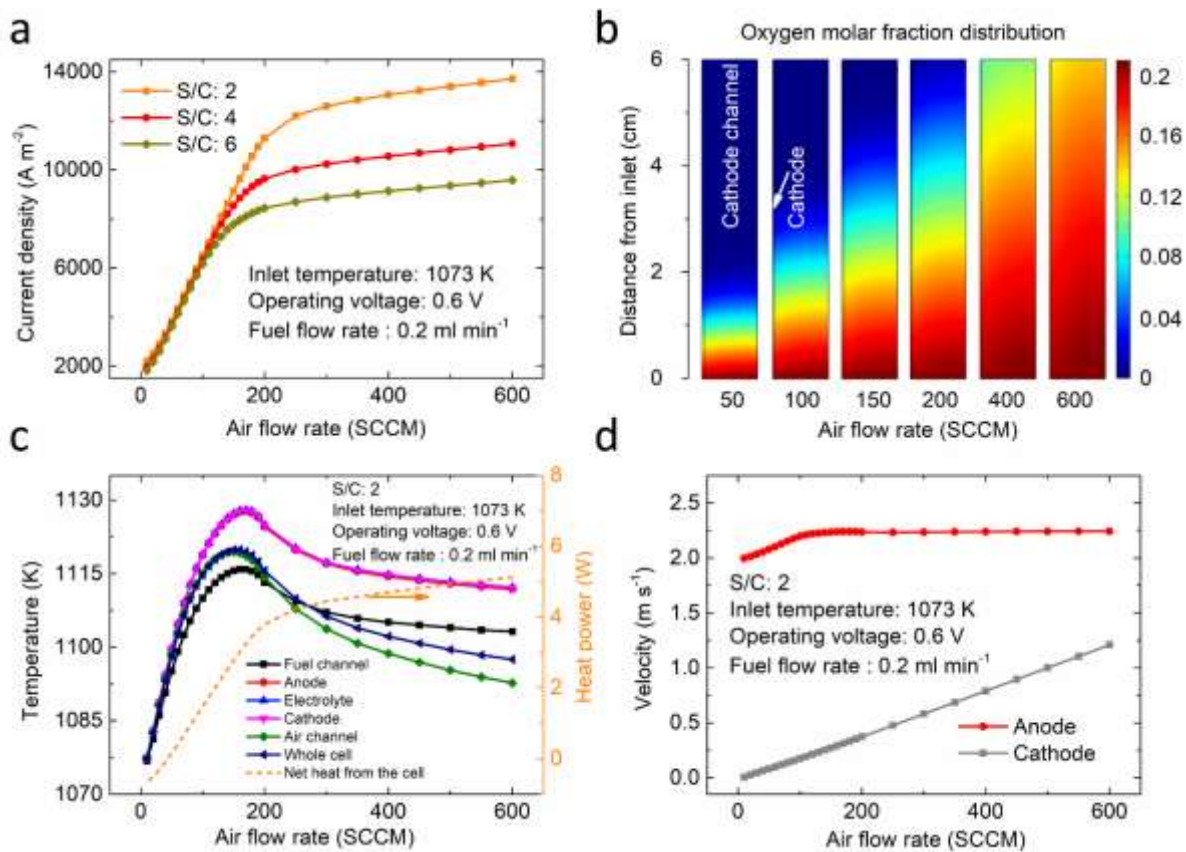 a
14000
10000
6000
2000
Current density (A m⁻²)
S/C: 2
S/C: 4
S/C: 6
Inlet temperature: 1073 K
Operating voltage: 0.6 V
Fuel flow rate : 0.2 ml min⁻¹
0
200
400
600
Air flow rate (SCCM)
b
Oxygen molar fraction distribution
6
4
2
0
Distance from inlet (cm)
Cathode channel
Cathode
0.2
0.16
0.12
0.08
0.04
0
50
100
150
200
400
600
Air flow rate (SCCM)
c
1130
1115
1100
1085
1070
Temperature (K)
S/C: 2
Inlet temperature: 1073 K
Operating voltage: 0.6 V
Fuel flow rate : 0.2 ml min⁻¹
Fuel channel
Anode
Electrolyte
Cathode
Air channel
Whole cell
Net heat from the cell
8
6
4
2
0
Heat power (W)
0
200
400
600
Air flow rate (SCCM)
d
2.5
2.0
1.5
1.0
0.5
0.0
Velocity (m s⁻¹)
S/C: 2
Inlet temperature: 1073 K
Operating voltage: 0.6 V
Fuel flow rate : 0.2 ml min⁻¹
Anode
Cathode
0
200
400
600
Air flow rate (SCCM)